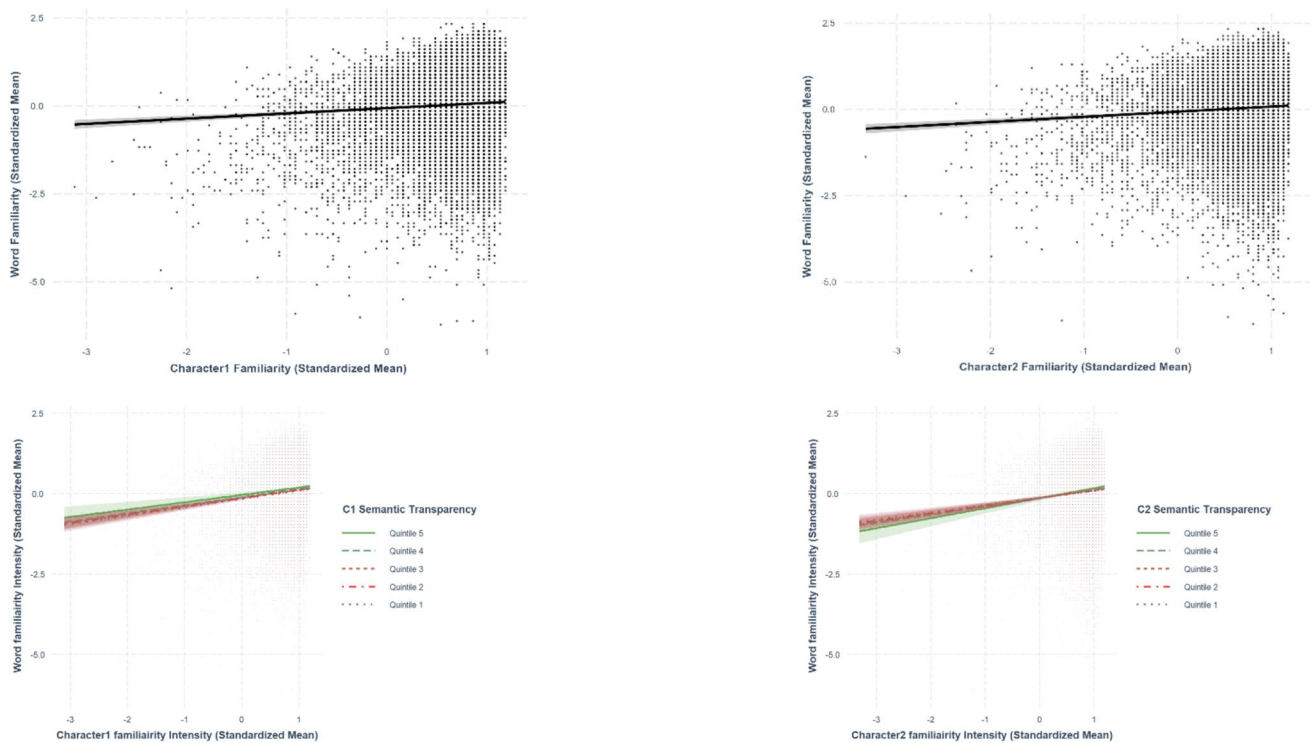 2.5
0.0
-2.5
-5.0
Word Familiarity (Standardized Mean)
-3 -2 -1 0 1
Character1 Familiarity (Standardized Mean)
2.5
0.0
-2.5
-5.0
Word Familiarity (Standardized Mean)
-3 -2 -1 0 1
Character2 Familiarity (Standardized Mean)
2.5
0.0
-2.5
-5.0
Word familiairity Intensity (Standardized Mean)
-3 -2 -1 0 1
Character1 familiairity Intensity (Standardized Mean)
C1 Semantic Transparency
Quintile 5
Quintile 4
Quintile 3
Quintile 2
Quintile 1
2.5
0.0
-2.5
-5.0
Word familiairity Intensity (Standardized Mean)
-3 -2 -1 0 1
Character2 familiairity Intensity (Standardized Mean)
C2 Semantic Transparency
Quintile 5
Quintile 4
Quintile 3
Quintile 2
Quintile 1